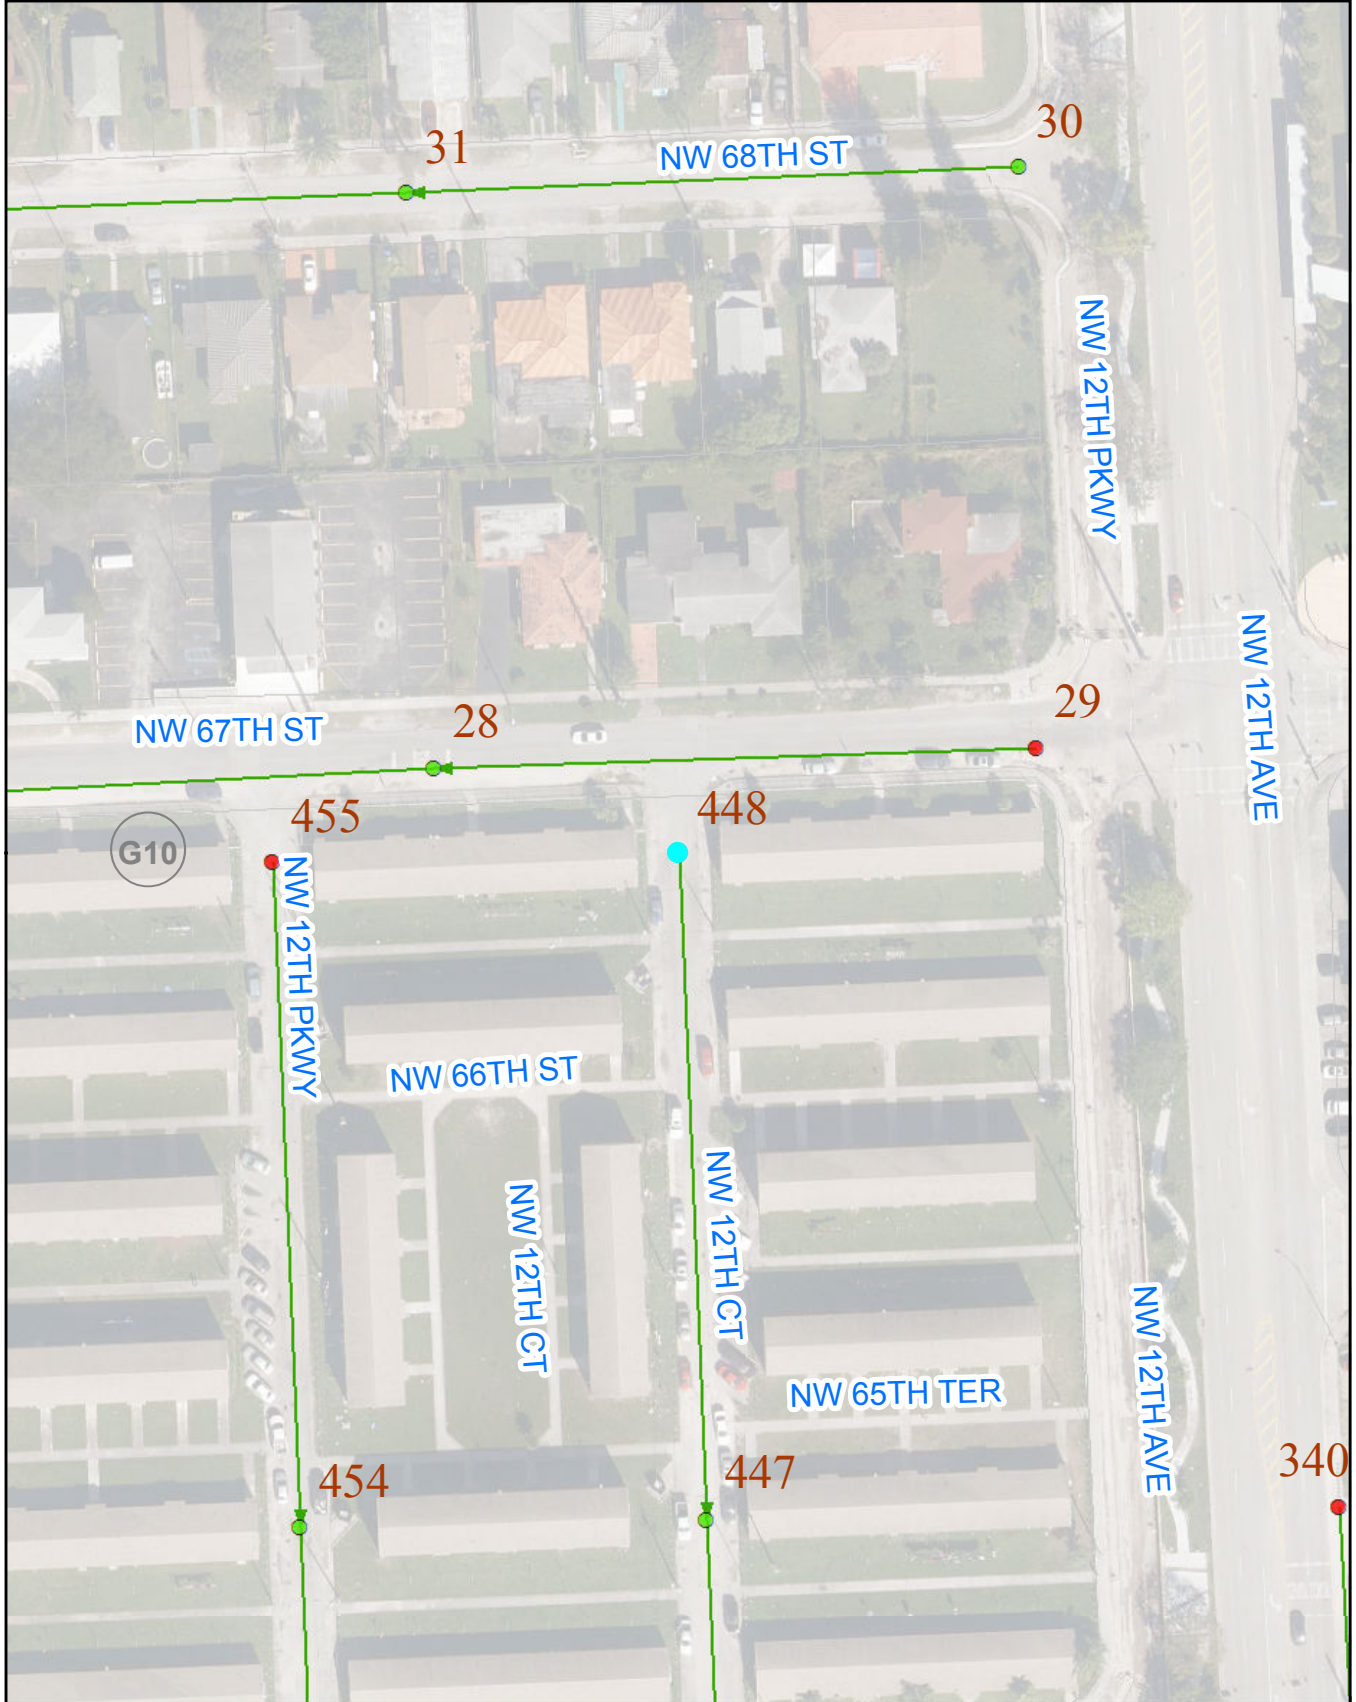 30
31
NW 68TH ST
NW 12TH PKWY
NW 12TH AVE
29
28
NW 67TH ST
448
455
G10
NW 12TH PKWY
NW 66TH ST
NW 12TH CT
NW 12TH CT
NW 12TH AVE
NW 65TH TER
340
447
454